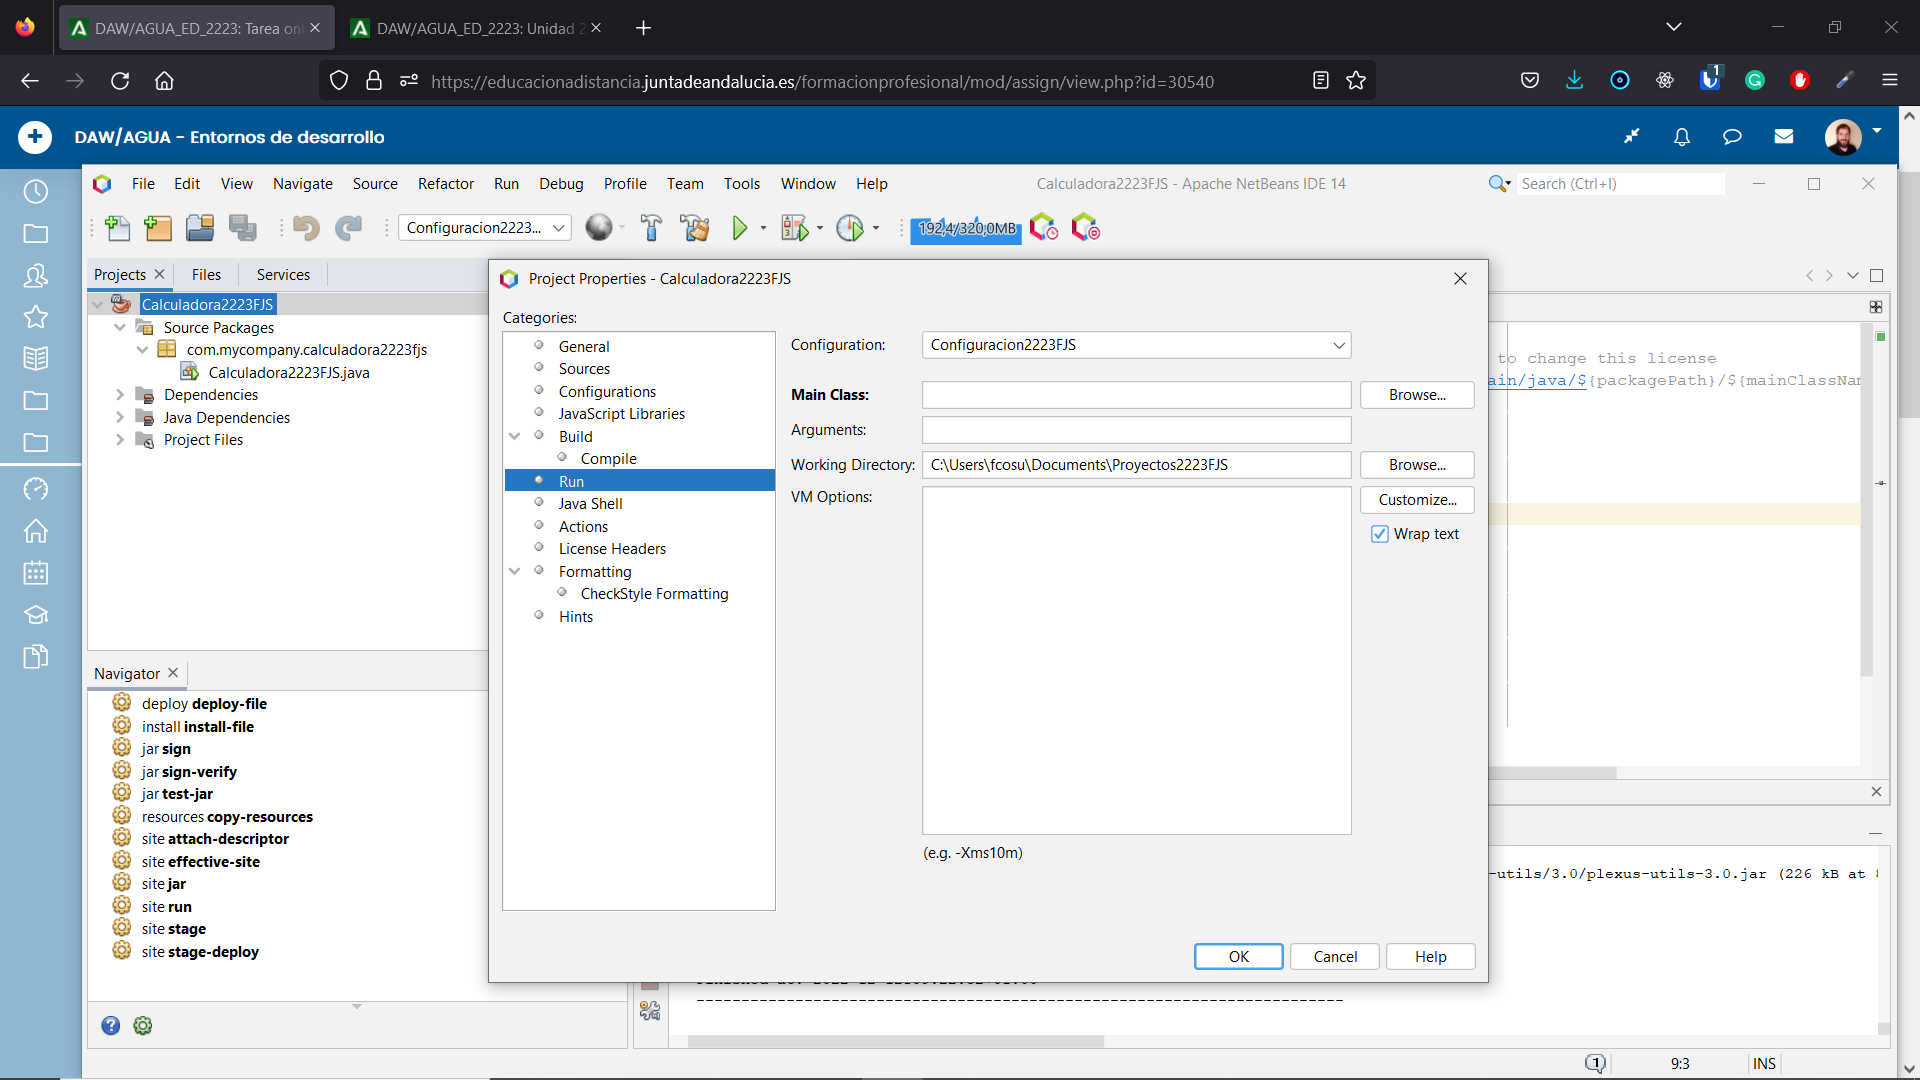 DAW/AGUA_ED_2223: Tarea onl
DAW/AGUA_ED_2223: Unidad 2
https://educacionadistancia.juntadeandalucia.es/formacionprofesional/mod/assign/view.php?id=30540
1
DAW/AGUA - Entornos de desarrollo
File Edit View Navigate Source Refactor Run Debug Profile Team Tools Window Help
Calculadora2223FJS - Apache NetBeans IDE 14
Search (Ctrl+I)
Configuracion2223...
192,4/320,0MB
Projects
Files
Services
Calculadora2223FJS
Source Packages
com.mycompany.calculadora2223fjs
Calculadora2223FJS.java
Dependencies
Java Dependencies
Project Files
Navigator
deploy deploy-file
install install-file
jar sign
jar sign-verify
jar test-jar
resources copy-resources
site attach-descriptor
site effective-site
site jar
site run
site stage
site stage-deploy
Project Properties - Calculadora2223FJS
Categories:
General
Sources
Configurations
JavaScript Libraries
Build
Compile
Run
Java Shell
Actions
License Headers
Formatting
CheckStyle Formatting
Hints
Configuration: Configuracion2223FJS
Main Class: Browse...
Arguments:
Working Directory: C:\Users\fcosu\Documents\Proyectos2223FJS Browse...
VM Options: Customize...
Wrap text
(e.g. -Xms10m)
OK Cancel Help
to change this license
ain/java/${packagePath}/${mainClassNam
-utils/3.0/plexus-utils-3.0.jar (226 kB at
------------------------------------------------------------------------
1
9:3
INS